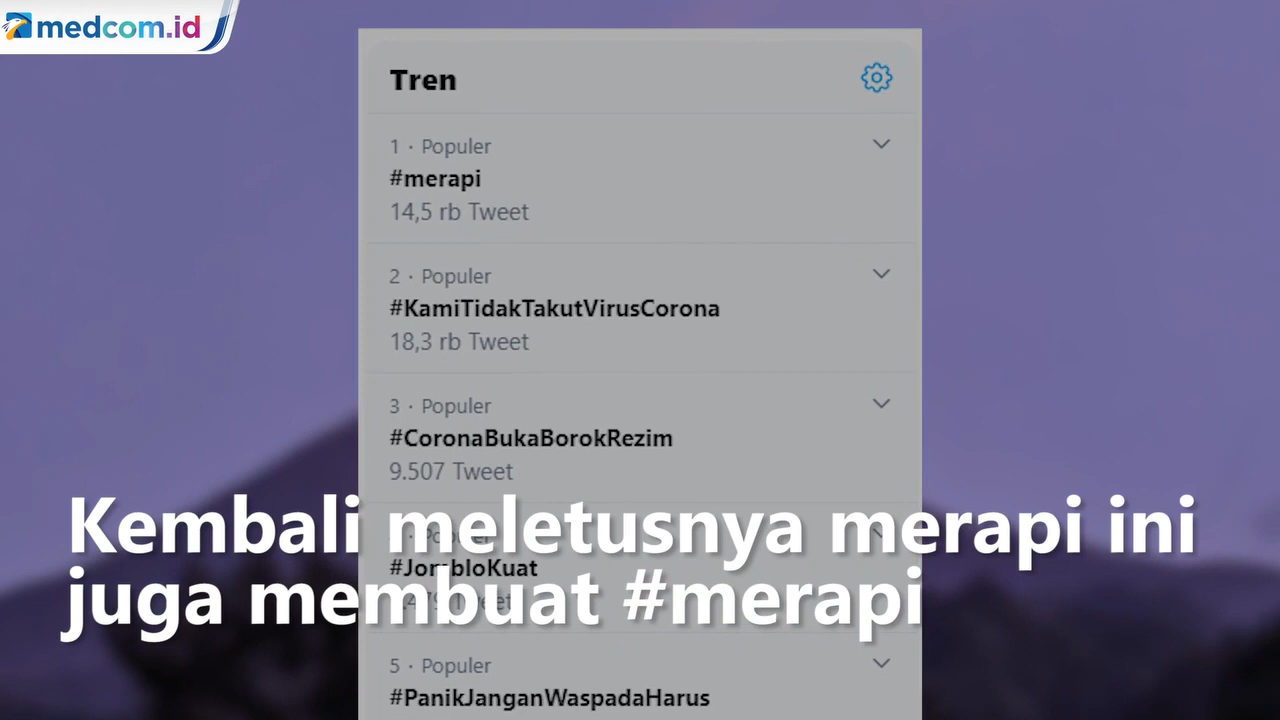 medcom.id
Tren
1 · Populer
#merapi
14,5 rb Tweet
2 · Populer
#KamiTidakTakutVirusCorona
18,3 rb Tweet
3 · Populer
#CoronaBukaBorokRezim
9.507 Tweet
Kembali meletusnya merapi ini
#JombloKuat
juga membuat #merapi
5 · Populer
#PanikJanganWaspadaHarus